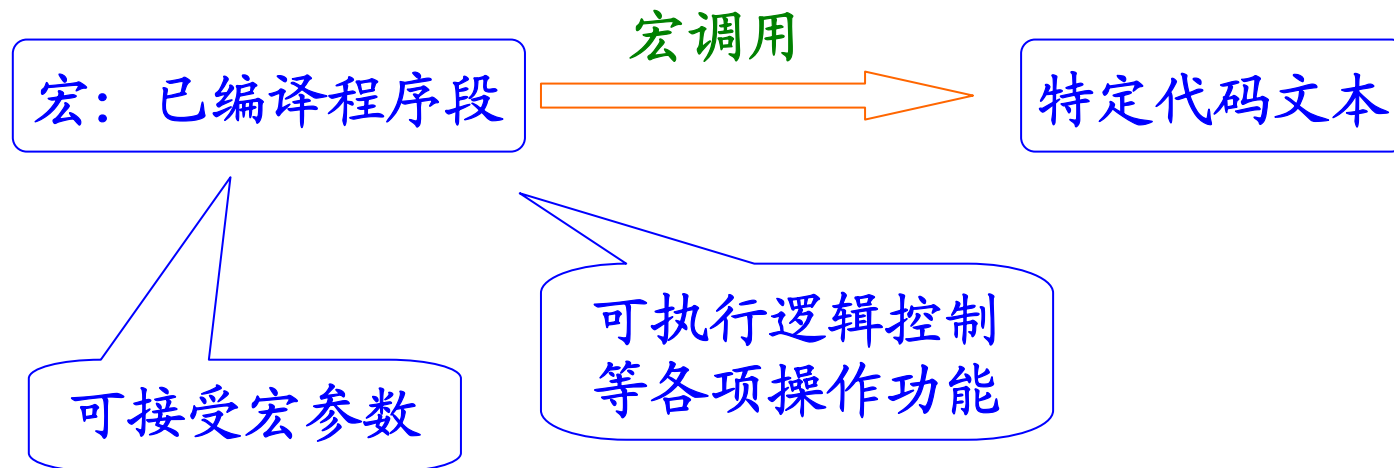 宏调用
宏：已编译程序段
特定代码文本
可执行逻辑控制
等各项操作功能
可接受宏参数